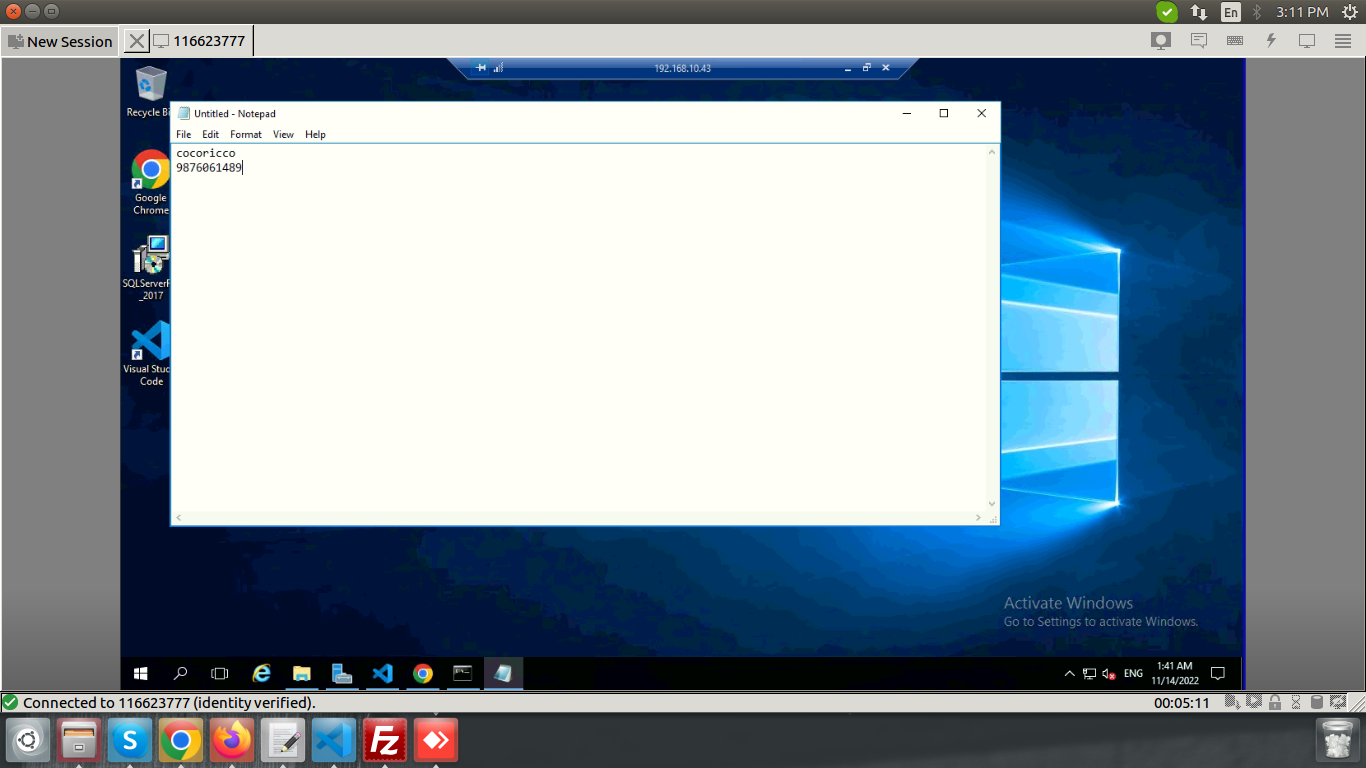 En
3:11 PM
New Session
116623777
192.168.10.43
Recycle Bi
Untitled - Notepad
File Edit Format View Help
cocoricco
9876061489
Google
Chrome
SQLServerR
_2017
Visual Stud
Code
Activate Windows
Go to Settings to activate Windows.
ENG
1:41 AM
11/14/2022
Connected to 116623777 (identity verified).
00:05:11
S
Fz